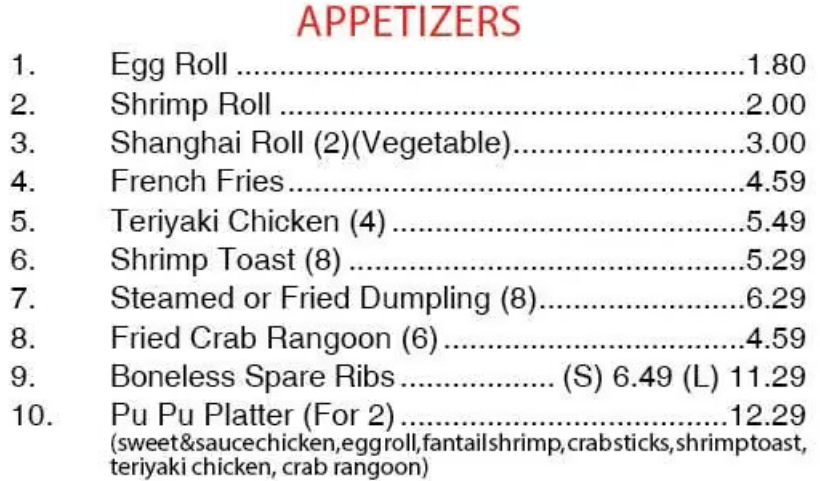 APPETIZERS
1. Egg Roll ..........................................................1.80
2. Shrimp Roll .....................................................2.00
3. Shanghai Roll (2)(Vegetable)...........................3.00
4. French Fries....................................................4.59
5. Teriyaki Chicken (4) ........................................5.49
6. Shrimp Toast (8) .............................................5.29
7. Steamed or Fried Dumpling (8).......................6.29
8. Fried Crab Rangoon (6) ..................................4.59
9. Boneless Spare Ribs .................. (S) 6.49 (L) 11.29
10. Pu Pu Platter (For 2) .....................................12.29
(sweet&saucechicken,eggroll,fantailshrimp,crabsticks,shrimptoast,
teriyaki chicken, crab rangoon)